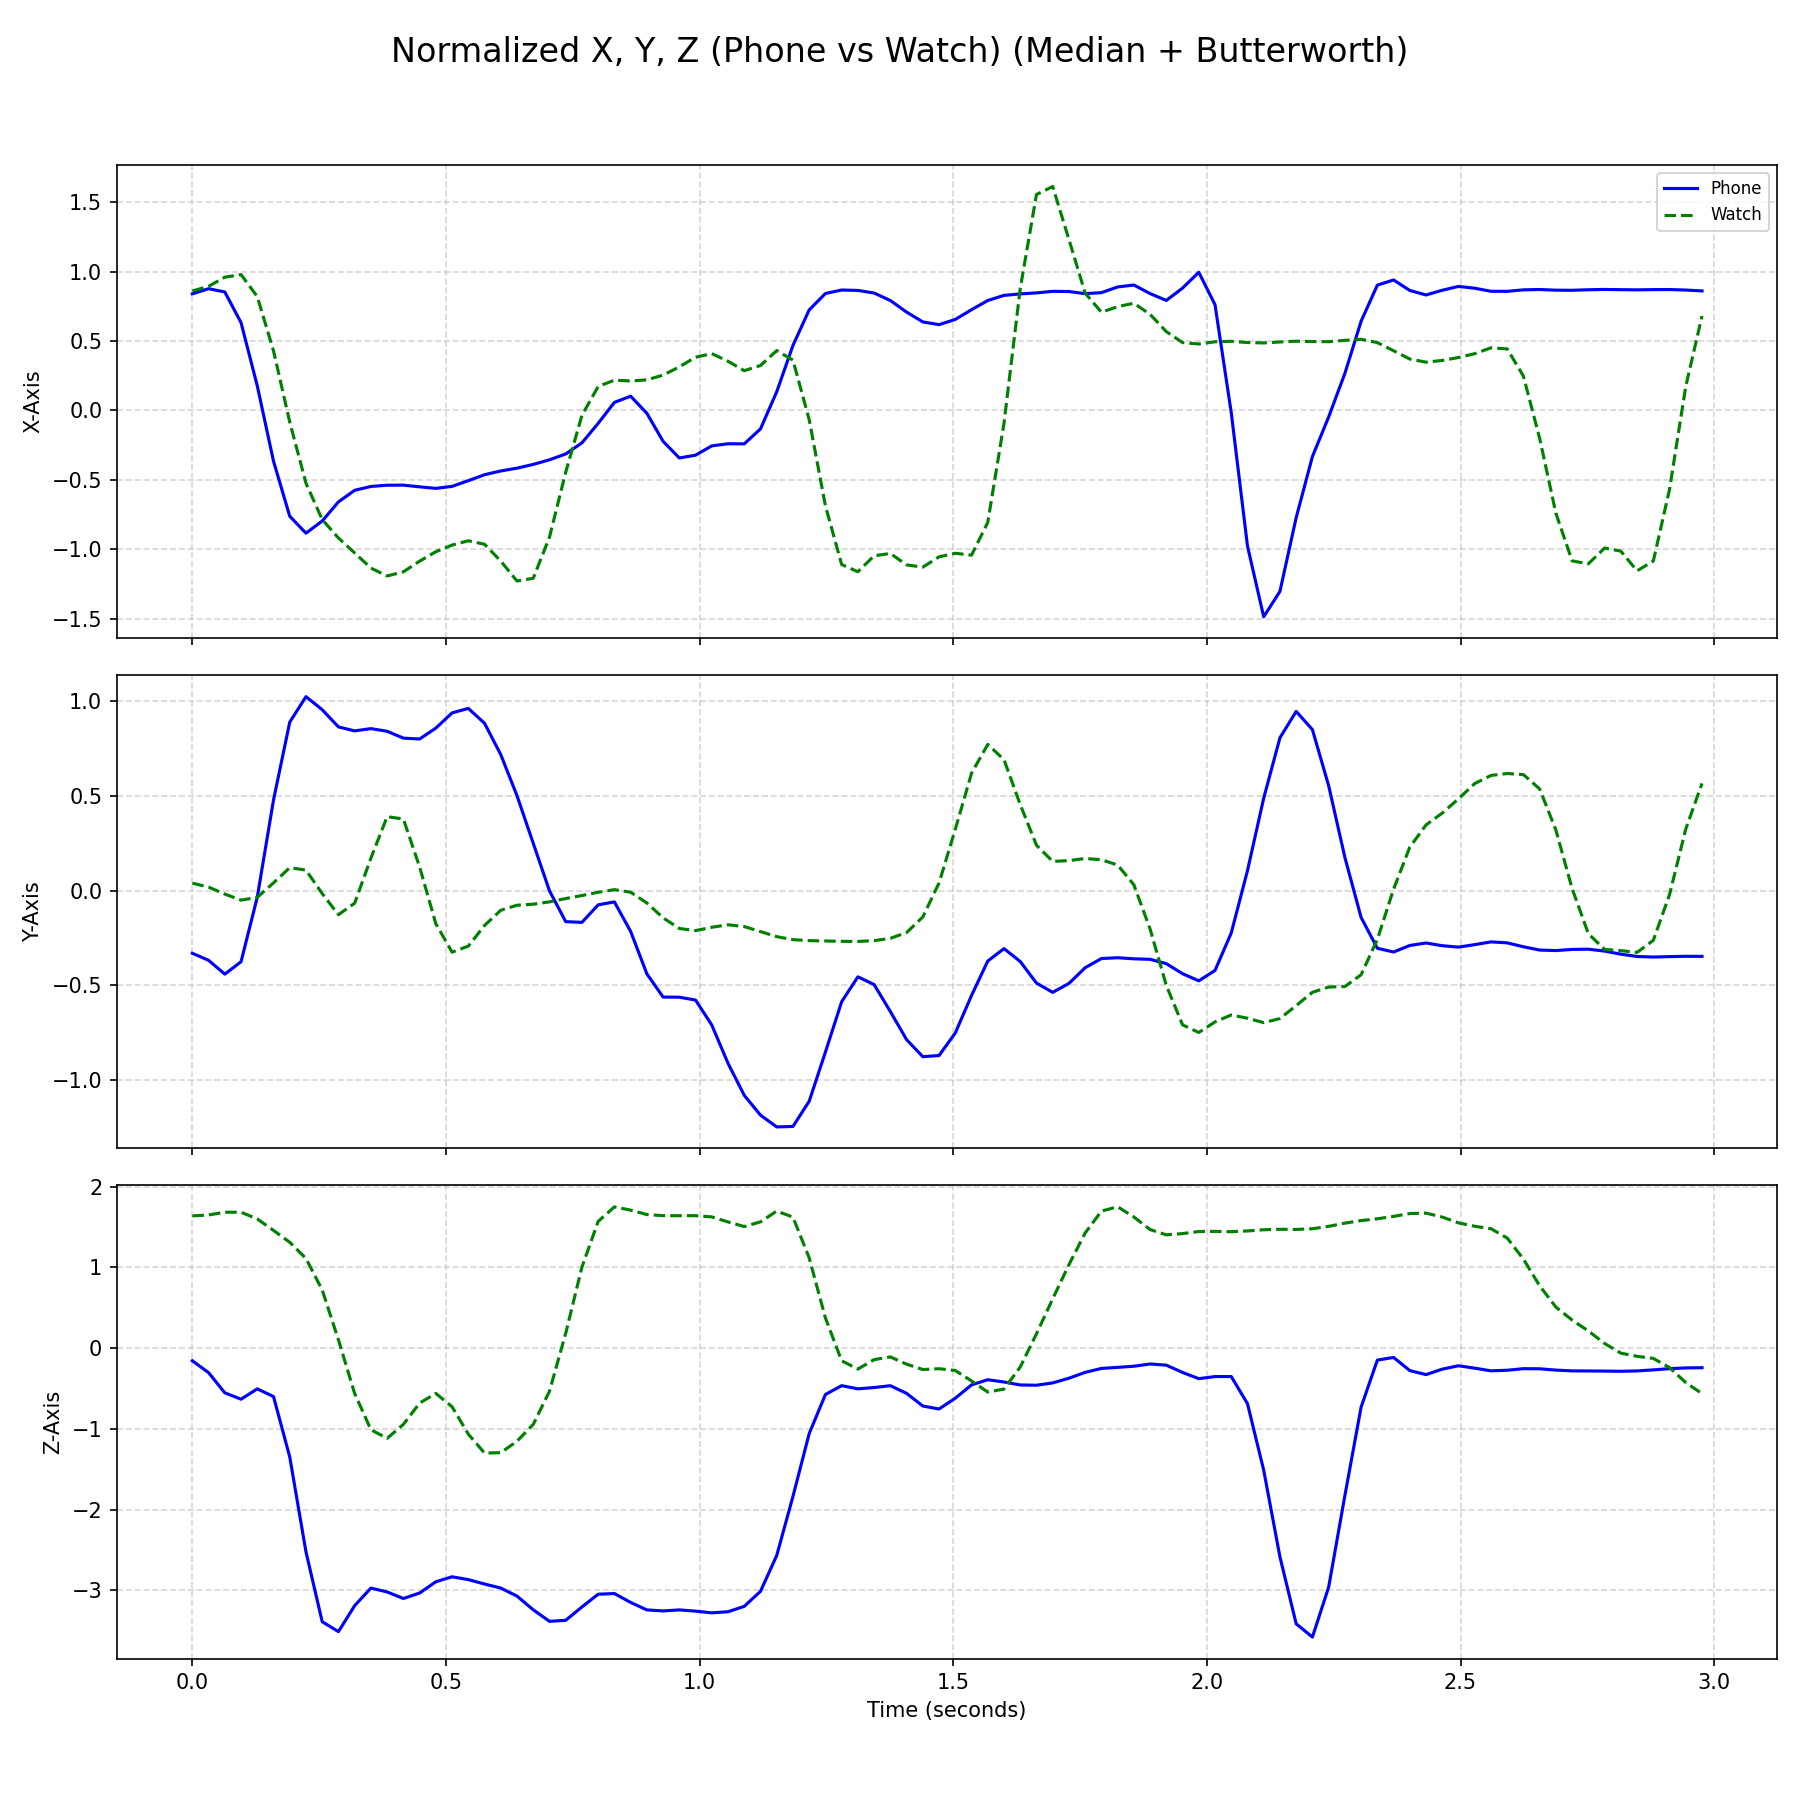 Normalized X, Y, Z (Phone vs Watch) (Median + Butterworth)
Phone
Watch
X-Axis
1.5
1.0
0.5
0.0
−0.5
−1.0
−1.5
Y-Axis
1.0
0.5
0.0
−0.5
−1.0
Z-Axis
2
1
0
−1
−2
−3
0.0 0.5 1.0 1.5 2.0 2.5 3.0
Time (seconds)